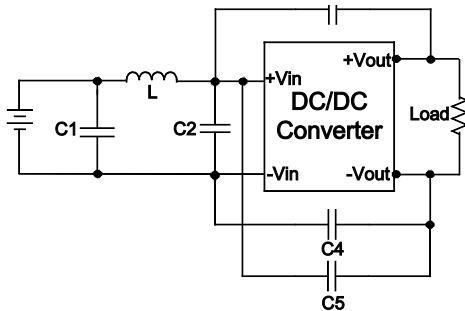 +Vout
+Vin
L
DC/DC
Converter
Load
C1
C2
-Vin
-Vout
C4
C5